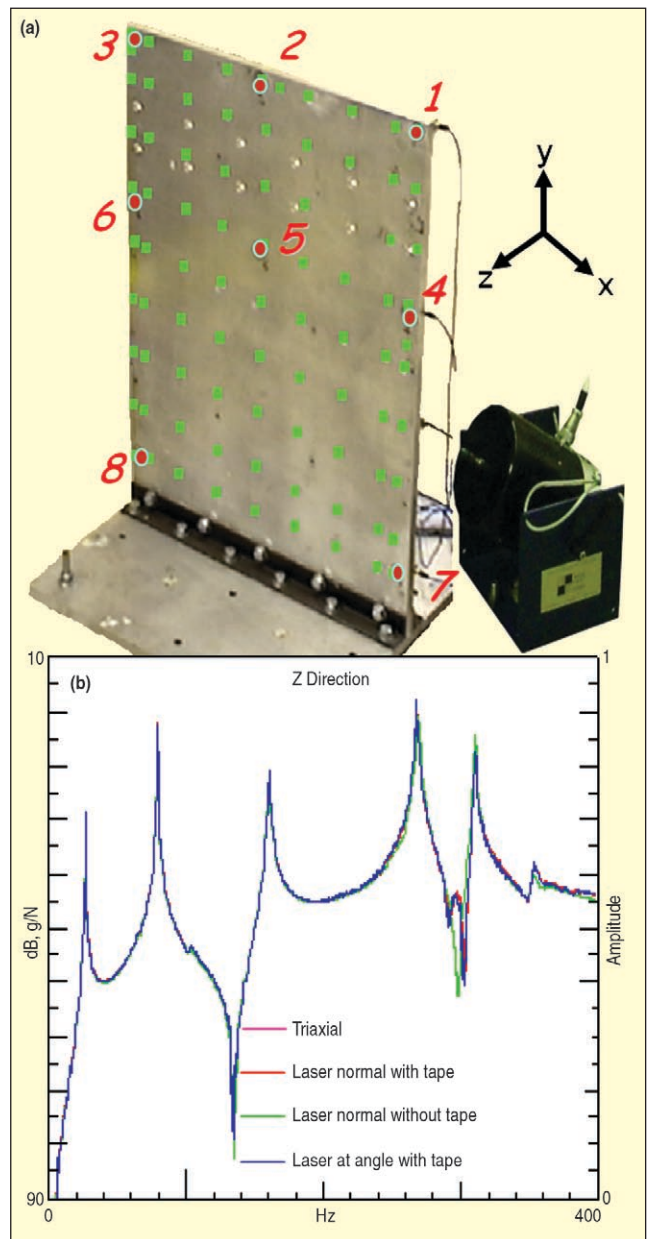 (a)
3
2
1
6
5
4
8
7
y
z
x
10
(b)
Z Direction
1
dB, g/N
Amplitude
Triaxial
Laser normal with tape
Laser normal without tape
Laser at angle with tape
90
0
Hz
400
0